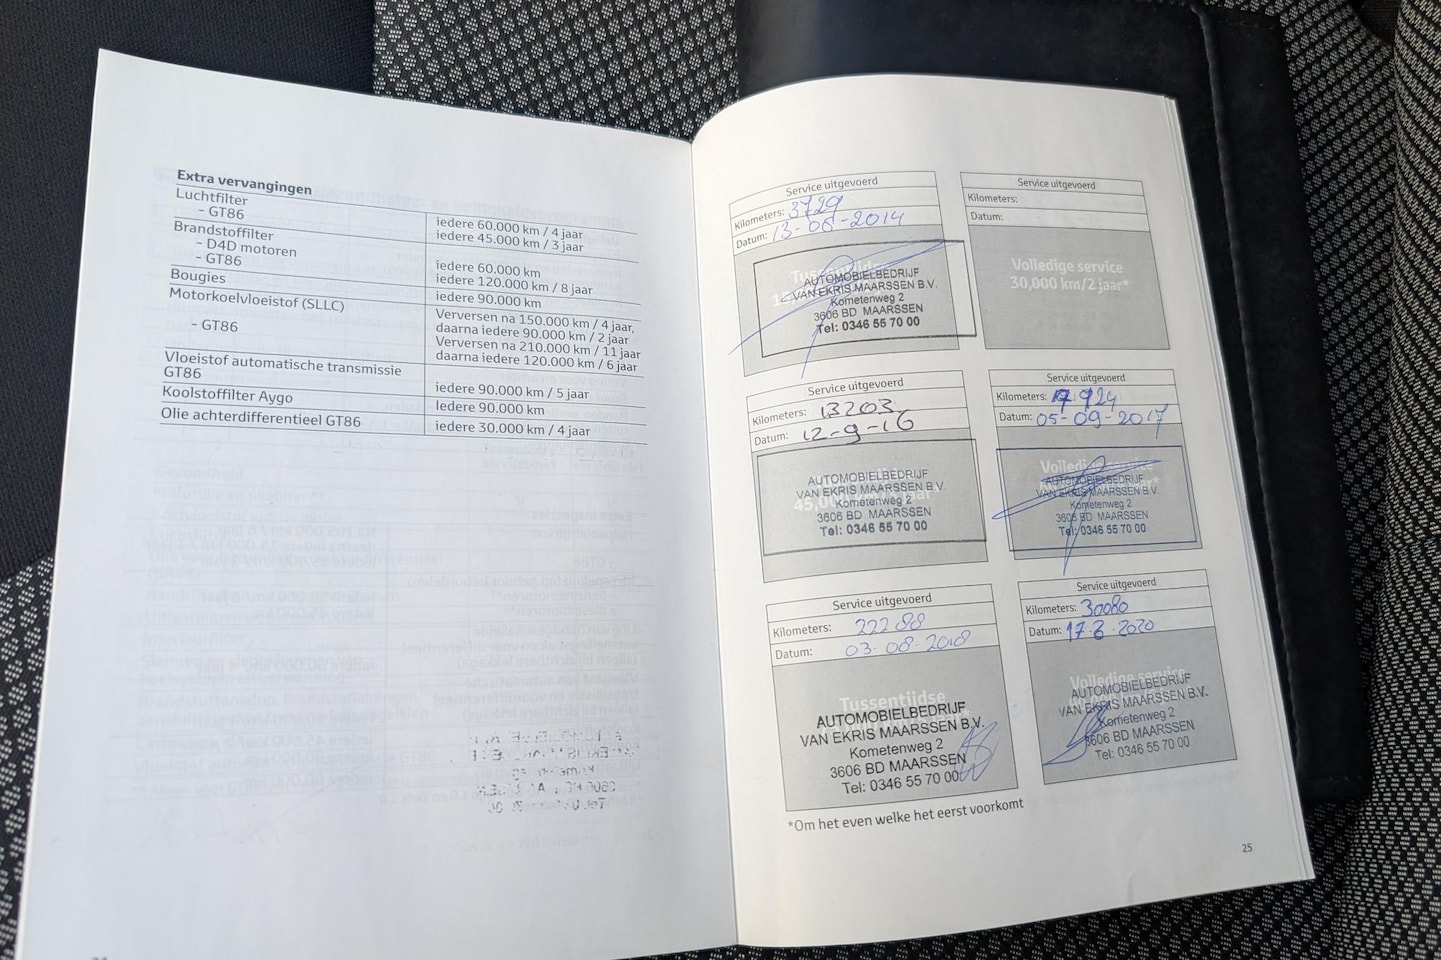 Extra vervangingen
Luchtfilter
- GT86
iedere 60.000 km / 4 jaar
iedere 45.000 km / 3 jaar
Brandstoffilter
- D4D motoren
- GT86
iedere 60.000 km
iedere 120.000 km / 8 jaar
Bougies
iedere 90.000 km
Motorkoelvloeistof (SLLC)
Verversen na 150.000 km / 4 jaar,
daarna iedere 90.000 km / 2 jaar
- GT86
Verversen na 210.000 km / 11 jaar
daarna iedere 120.000 km / 6 jaar
Vloeistof automatische transmissie
GT86
iedere 90.000 km / 5 jaar
Koolstoffilter Aygo
iedere 90.000 km
Olie achterdifferentieel GT86
iedere 30.000 km / 4 jaar
Service uitgevoerd
Kilometers: 3729
Datum: 13-06-2014
AUTOMOBIELBEDRIJF
VAN EKRIS MAARSSEN B.V.
Kometenweg 2
3606 BD MAARSSEN
Tel: 0346 55 70 00
Service uitgevoerd
Kilometers:
Datum:
Volledige service
30,000 km/2 jaar*
Service uitgevoerd
Kilometers: 13203
Datum: 12-9-16
AUTOMOBIELBEDRIJF
VAN EKRIS MAARSSEN B.V.
Kometenweg 2
3606 BD MAARSSEN
Tel: 0346 55 70 00
Service uitgevoerd
Kilometers: 17924
Datum: 05-09-2017
Volledige service
AUTOMOBIELBEDRIJF
VAN EKRIS MAARSSEN B.V.
Kometenweg 2
3606 BD MAARSSEN
Tel: 0346 55 70 00
Service uitgevoerd
Kilometers: 22288
Datum: 03-08-2018
Tussentijdse
AUTOMOBIELBEDRIJF
VAN EKRIS MAARSSEN B.V.
Kometenweg 2
3606 BD MAARSSEN
Tel: 0346 55 70 00
Service uitgevoerd
Kilometers: 30080
Datum: 17-6-2020
Volledige service
AUTOMOBIELBEDRIJF
VAN EKRIS MAARSSEN B.V.
Kometenweg 2
3606 BD MAARSSEN
Tel: 0346 55 70 00
*Om het even welke het eerst voorkomt
25